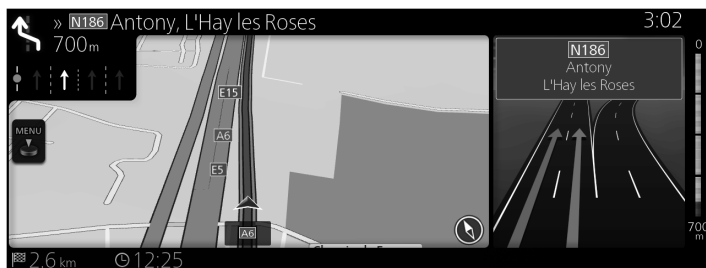 » N186 Antony, L'Hay les Roses
3:02
700m
N186
Antony
L'Hay les Roses
0
E15
A6
E5
MENU
A6
700
m
2,6 km
12:25